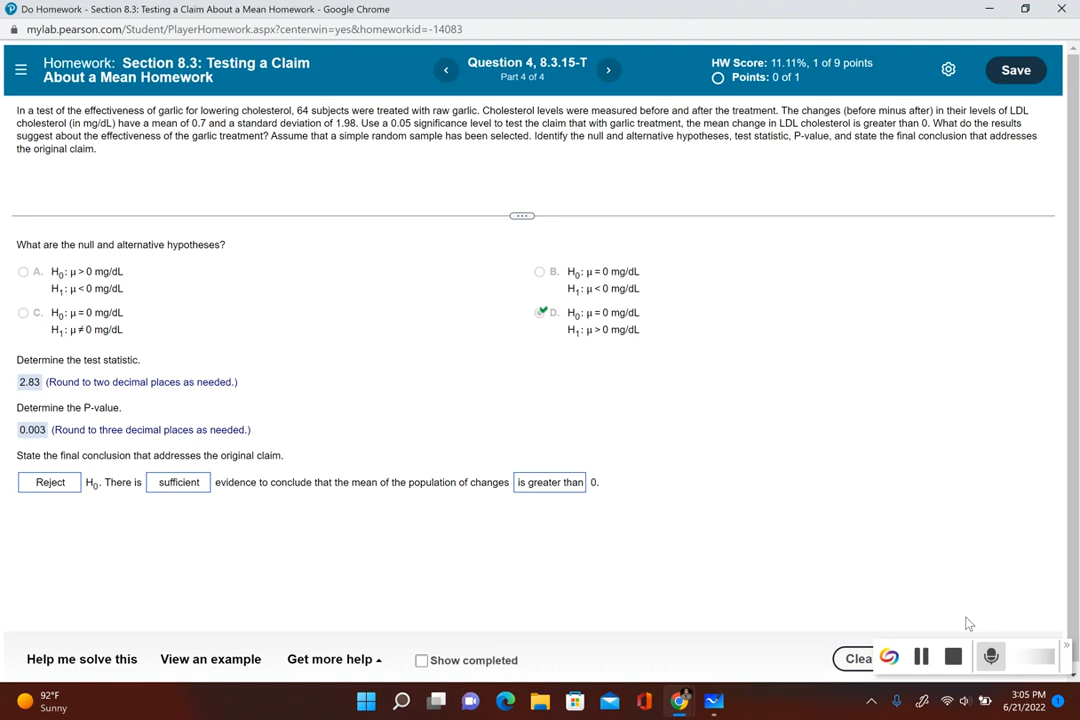 Do Homework - Section 8.3: Testing a Claim About a Mean Homework - Google Chrome
mylab.pearson.com/Student/PlayerHomework.aspx?centerwin=yes&homeworkid=-14083
Homework: Section 8.3: Testing a Claim About a Mean Homework
Question 4, 8.3.15-T
Part 4 of 4
HW Score: 11.11%, 1 of 9 points
Points: 0 of 1
Save
In a test of the effectiveness of garlic for lowering cholesterol, 64 subjects were treated with raw garlic. Cholesterol levels were measured before and after the treatment. The changes (before minus after) in their levels of LDL
cholesterol (in mg/dL) have a mean of 0.7 and a standard deviation of 1.98. Use a 0.05 significance level to test the claim that with garlic treatment, the mean change in LDL cholesterol is greater than 0. What do the results
suggest about the effectiveness of the garlic treatment? Assume that a simple random sample has been selected. Identify the null and alternative hypotheses, test statistic, P-value, and state the final conclusion that addresses
the original claim.
What are the null and alternative hypotheses?
A. H0: μ > 0 mg/dL
H1: μ < 0 mg/dL
B. H0: μ = 0 mg/dL
H1: μ < 0 mg/dL
C. H0: μ = 0 mg/dL
H1: μ ≠ 0 mg/dL
D. H0: μ = 0 mg/dL
H1: μ > 0 mg/dL
Determine the test statistic.
2.83 (Round to two decimal places as needed.)
Determine the P-value.
0.003 (Round to three decimal places as needed.)
State the final conclusion that addresses the original claim.
Reject H0. There is sufficient evidence to conclude that the mean of the population of changes is greater than 0.
Help me solve this
View an example
Get more help
Show completed
Clea
92°F
Sunny
3:05 PM
6/21/2022
1